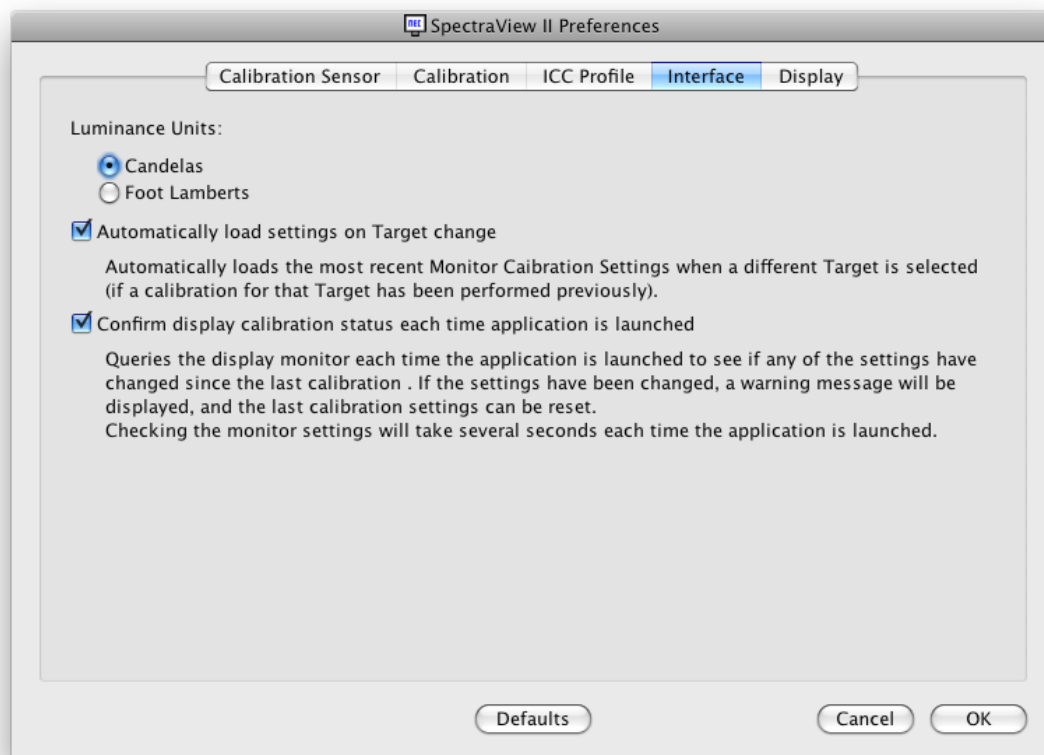 NEC SpectraView II Preferences
Calibration Sensor Calibration ICC Profile Interface Display
Luminance Units:
Candelas
Foot Lamberts
Automatically load settings on Target change
Automatically loads the most recent Monitor Caibration Settings when a different Target is selected
(if a calibration for that Target has been performed previously).
Confirm display calibration status each time application is launched
Queries the display monitor each time the application is launched to see if any of the settings have
changed since the last calibration . If the settings have been changed, a warning message will be
displayed, and the last calibration settings can be reset.
Checking the monitor settings will take several seconds each time the application is launched.
Defaults Cancel OK